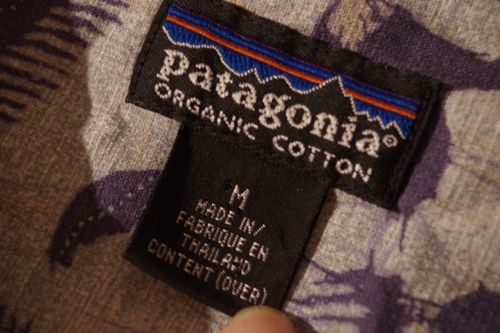 patagonia®
ORGANIC COTTON
M
MADE IN/
FABRIQUE EN
THAILAND
CONTENT (OVER)